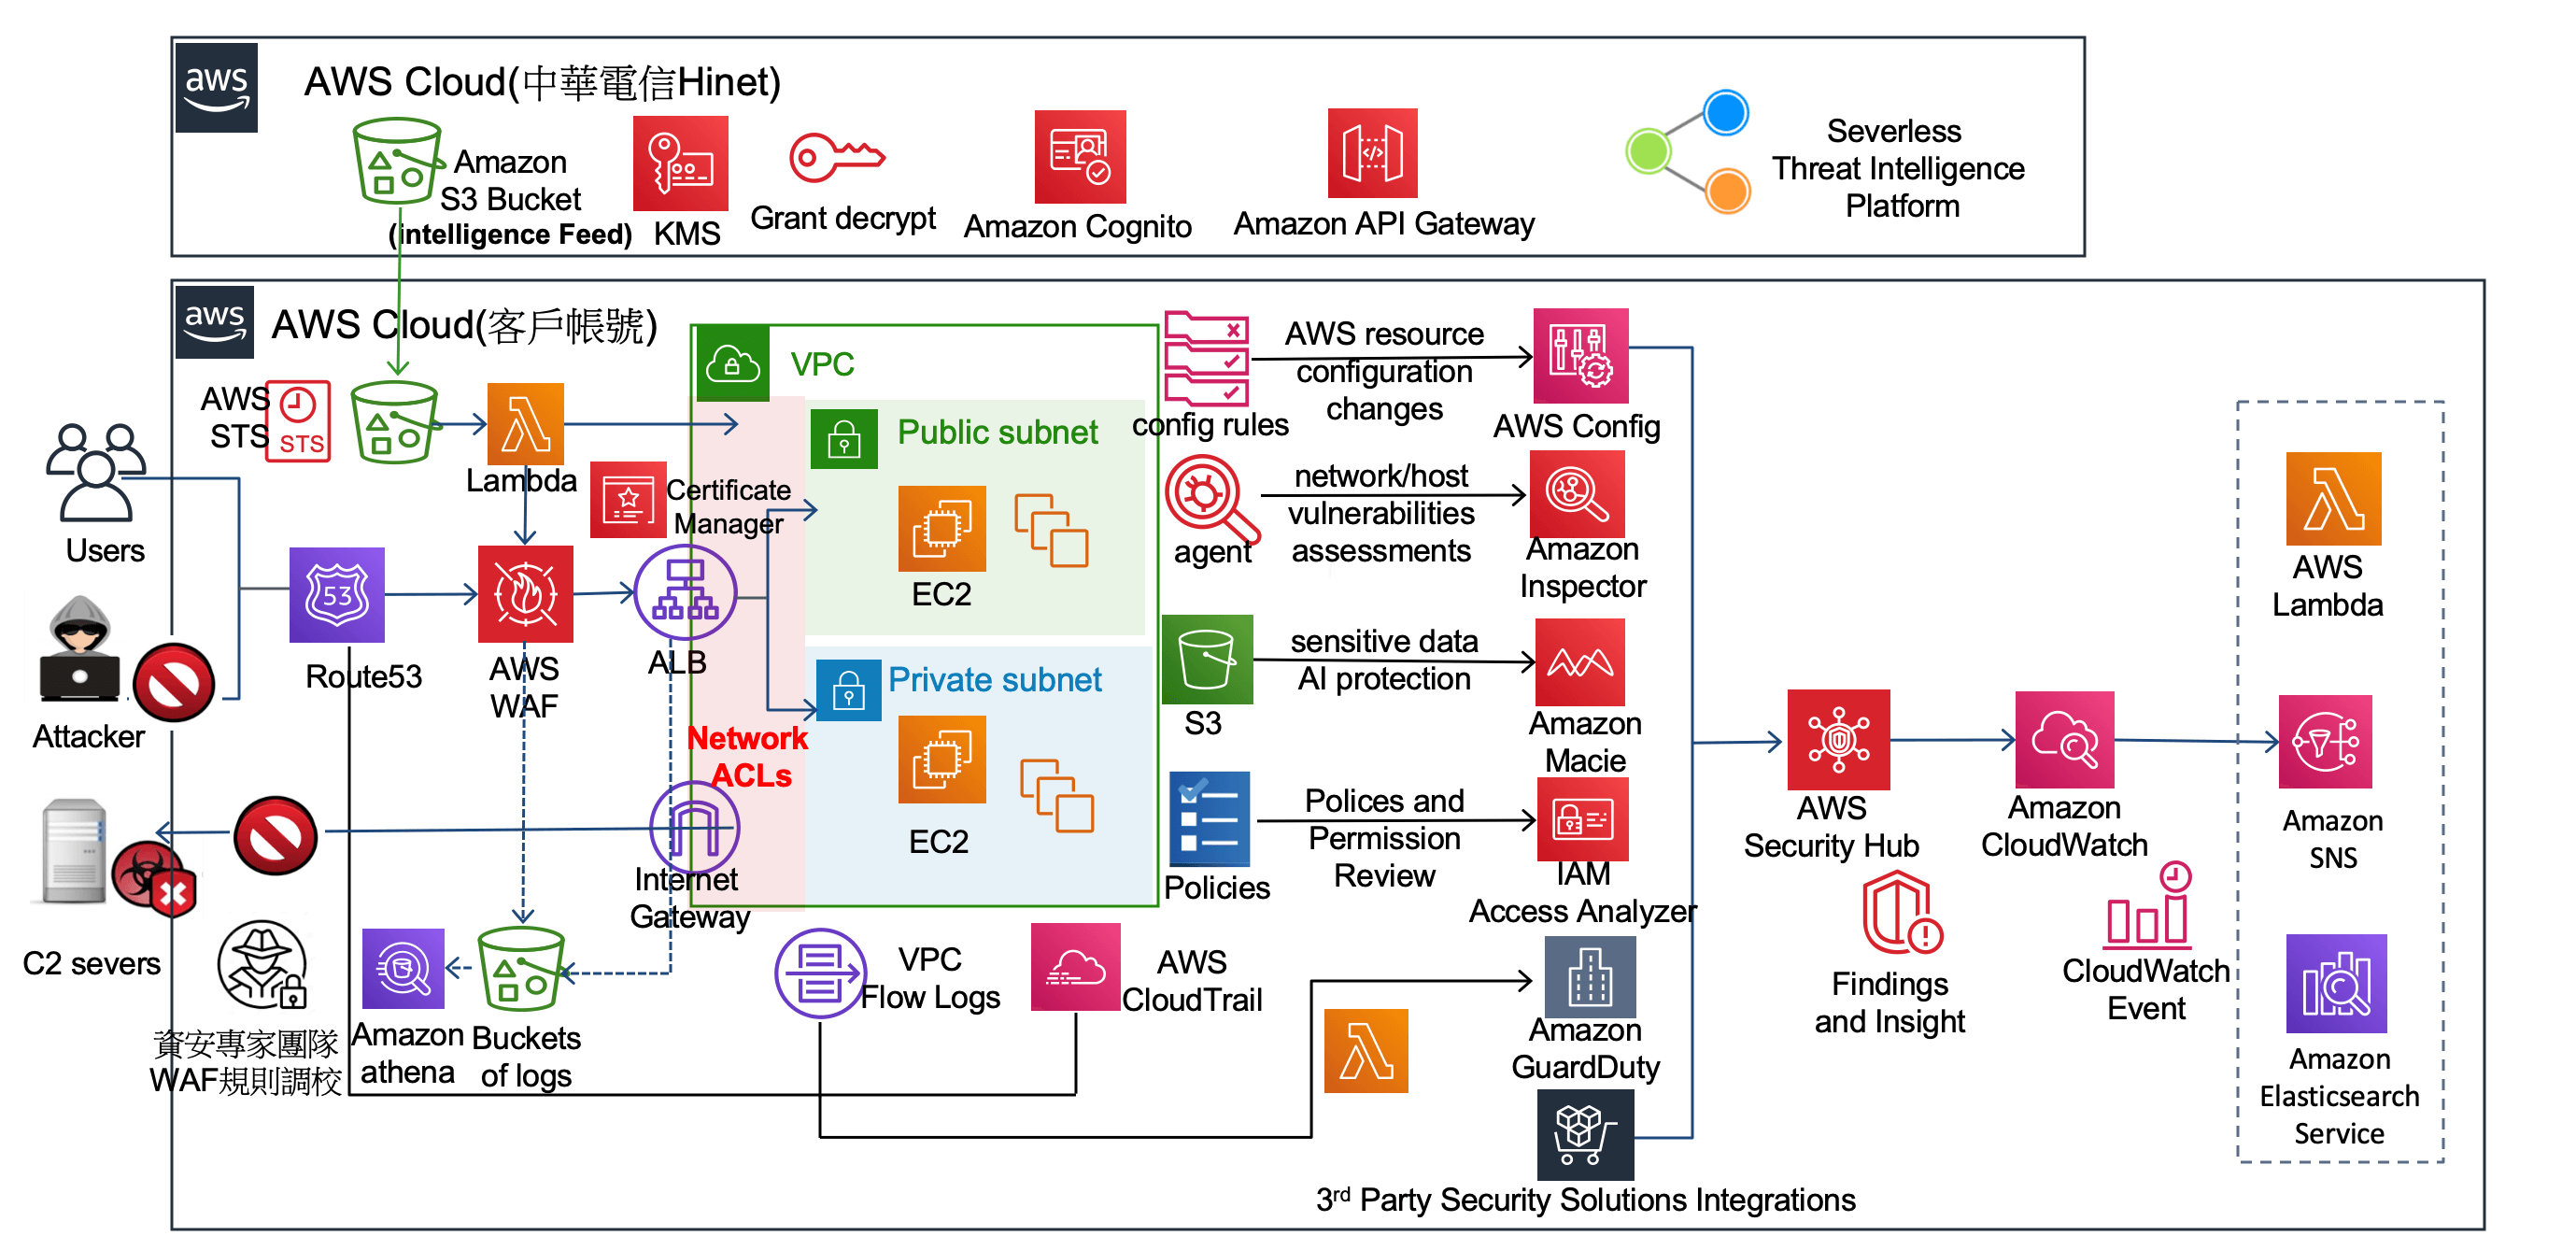 aws
AWS Cloud(中華電信Hinet)
Amazon
S3 Bucket
(intelligence Feed)
KMS
Grant decrypt
Amazon Cognito
</>
Amazon API Gateway
Severless
Threat Intelligence
Platform
aws
AWS Cloud(客戶帳號)
AWS
STS
STS
Lambda
Certificate
Manager
VPC
Public subnet
EC2
Private subnet
EC2
Network
ACLs
Users
Attacker
C2 severs
53
Route53
AWS
WAF
ALB
Internet
Gateway
資安專家團隊
WAF規則調校
Amazon
athena
Buckets
of logs
VPC
Flow Logs
AWS
CloudTrail
config rules
AWS resource
configuration
changes
AWS Config
agent
network/host
vulnerabilities
assessments
Amazon
Inspector
S3
sensitive data
AI protection
Amazon
Macie
Policies
Polices and
Permission
Review
IAM
Access Analyzer
Amazon
GuardDuty
3rd Party Security Solutions Integrations
AWS
Security Hub
Findings
and Insight
Amazon
CloudWatch
CloudWatch
Event
AWS
Lambda
Amazon
SNS
Amazon
Elasticsearch
Service